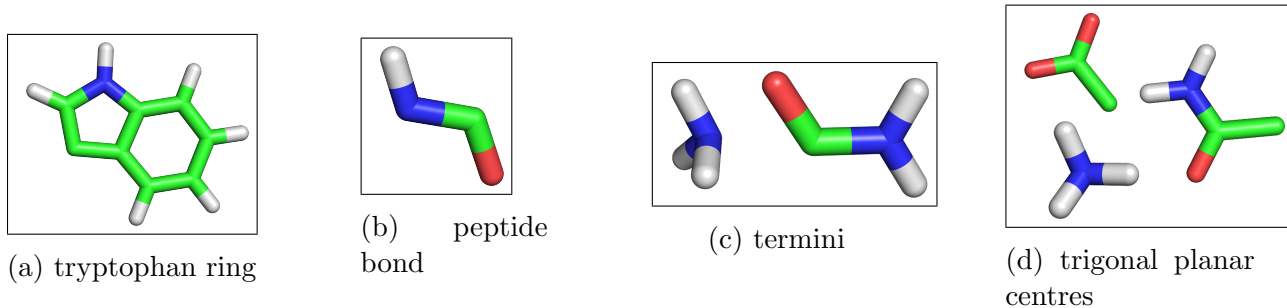 (a) tryptophan ring
(b) peptide
bond
(c) termini
(d) trigonal planar
centres